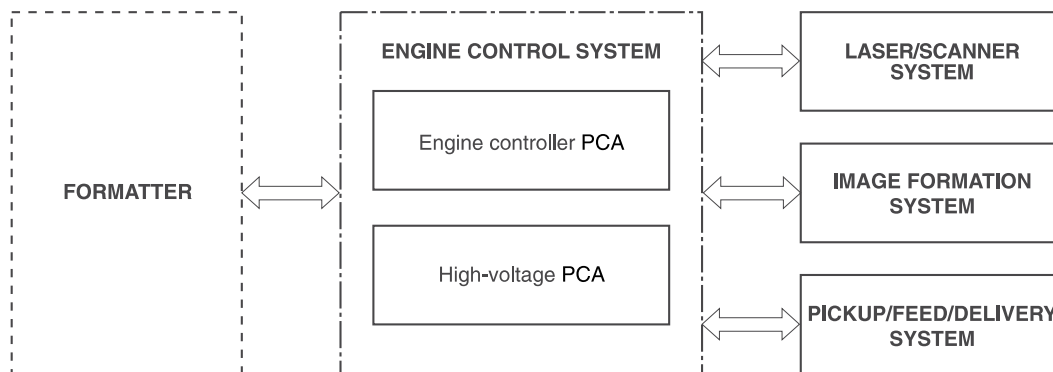 FORMATTER
ENGINE CONTROL SYSTEM
Engine controller PCA
High-voltage PCA
LASER/SCANNER
SYSTEM
IMAGE FORMATION
SYSTEM
PICKUP/FEED/DELIVERY
SYSTEM